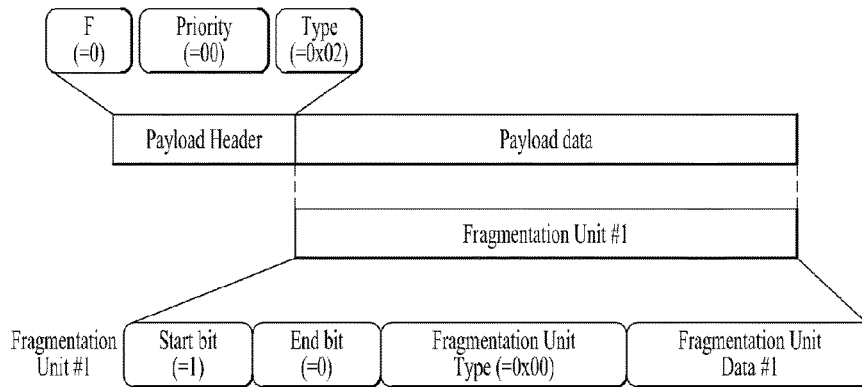 F
(=0)
Priority
(=00)
Type
(=0x02)
Payload Header
Payload data
Fragmentation Unit #1
Fragmentation
Unit #1
Start bit
(=1)
End bit
(=0)
Fragmentation Unit
Type (=0x00)
Fragmentation Unit
Data #1